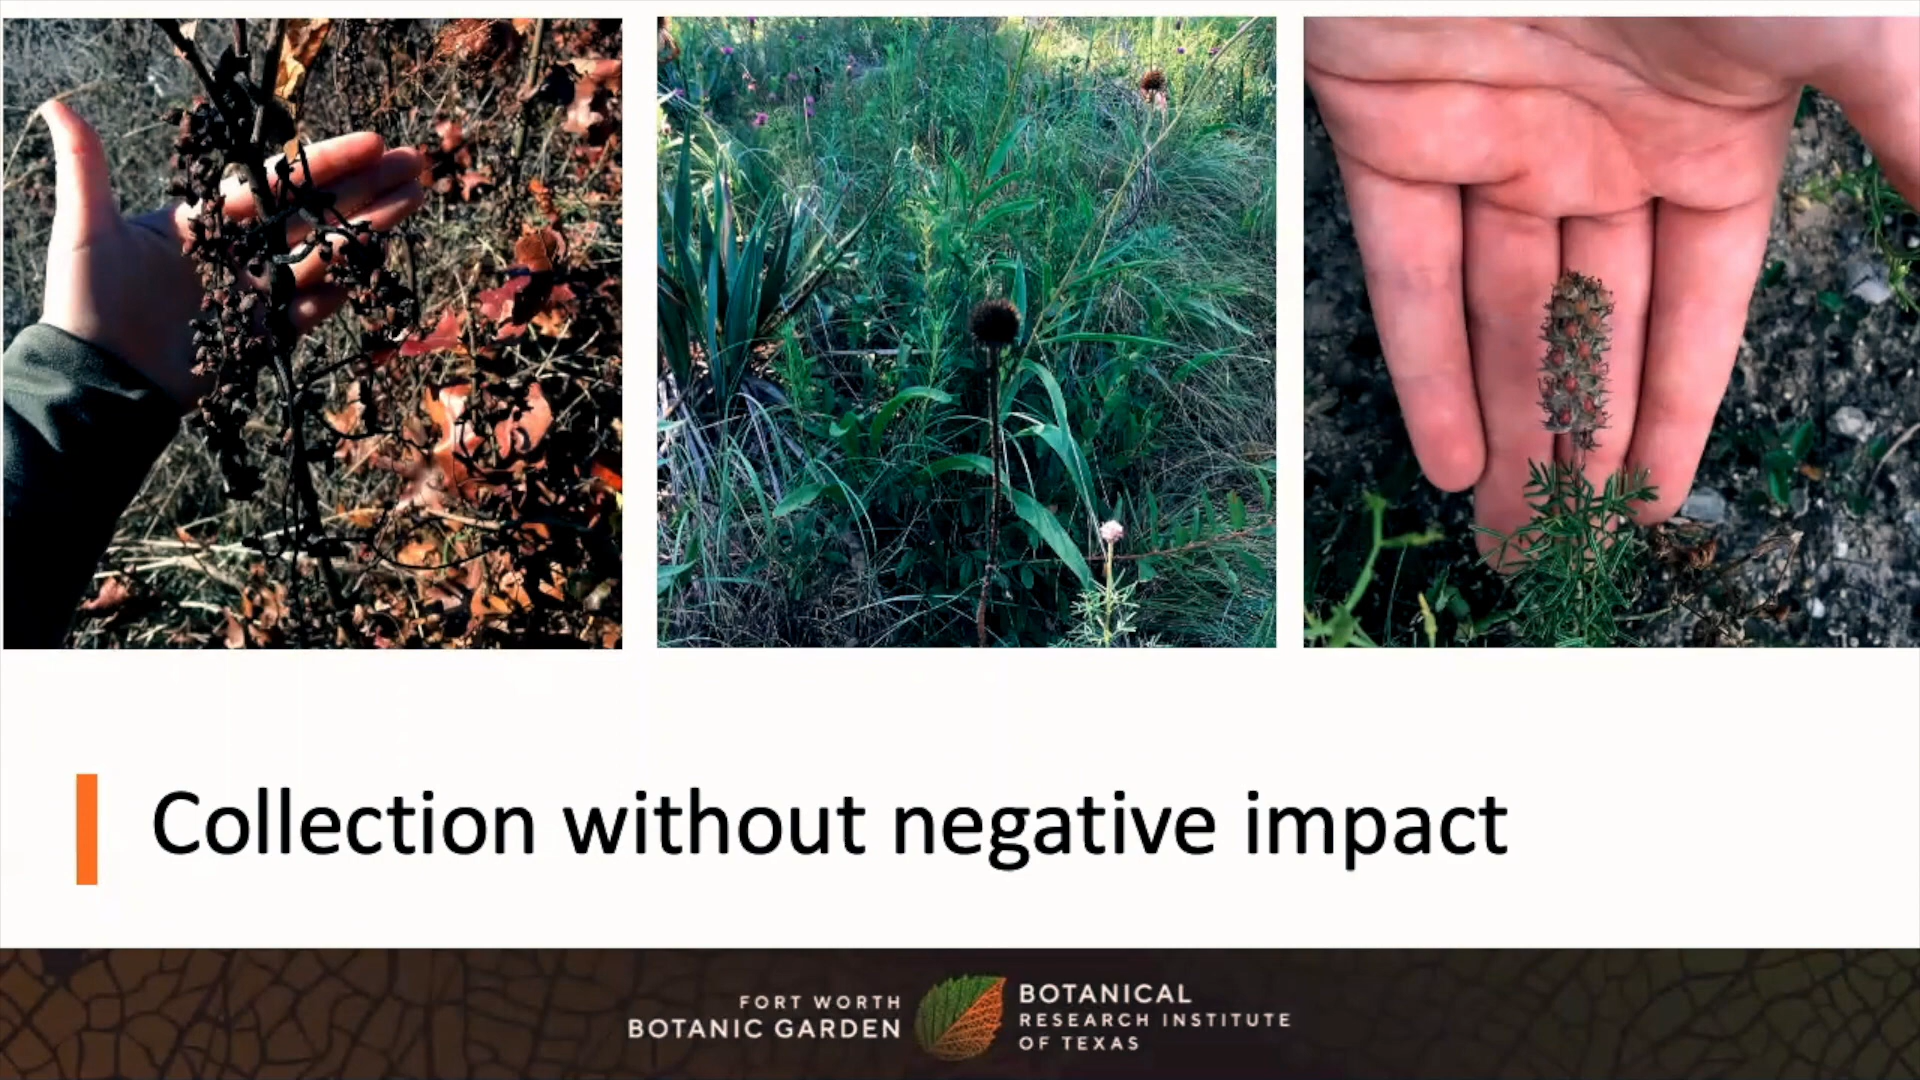 Collection without negative impact
FORT WORTH
BOTANIC GARDEN
BOTANICAL
RESEARCH INSTITUTE
OF TEXAS